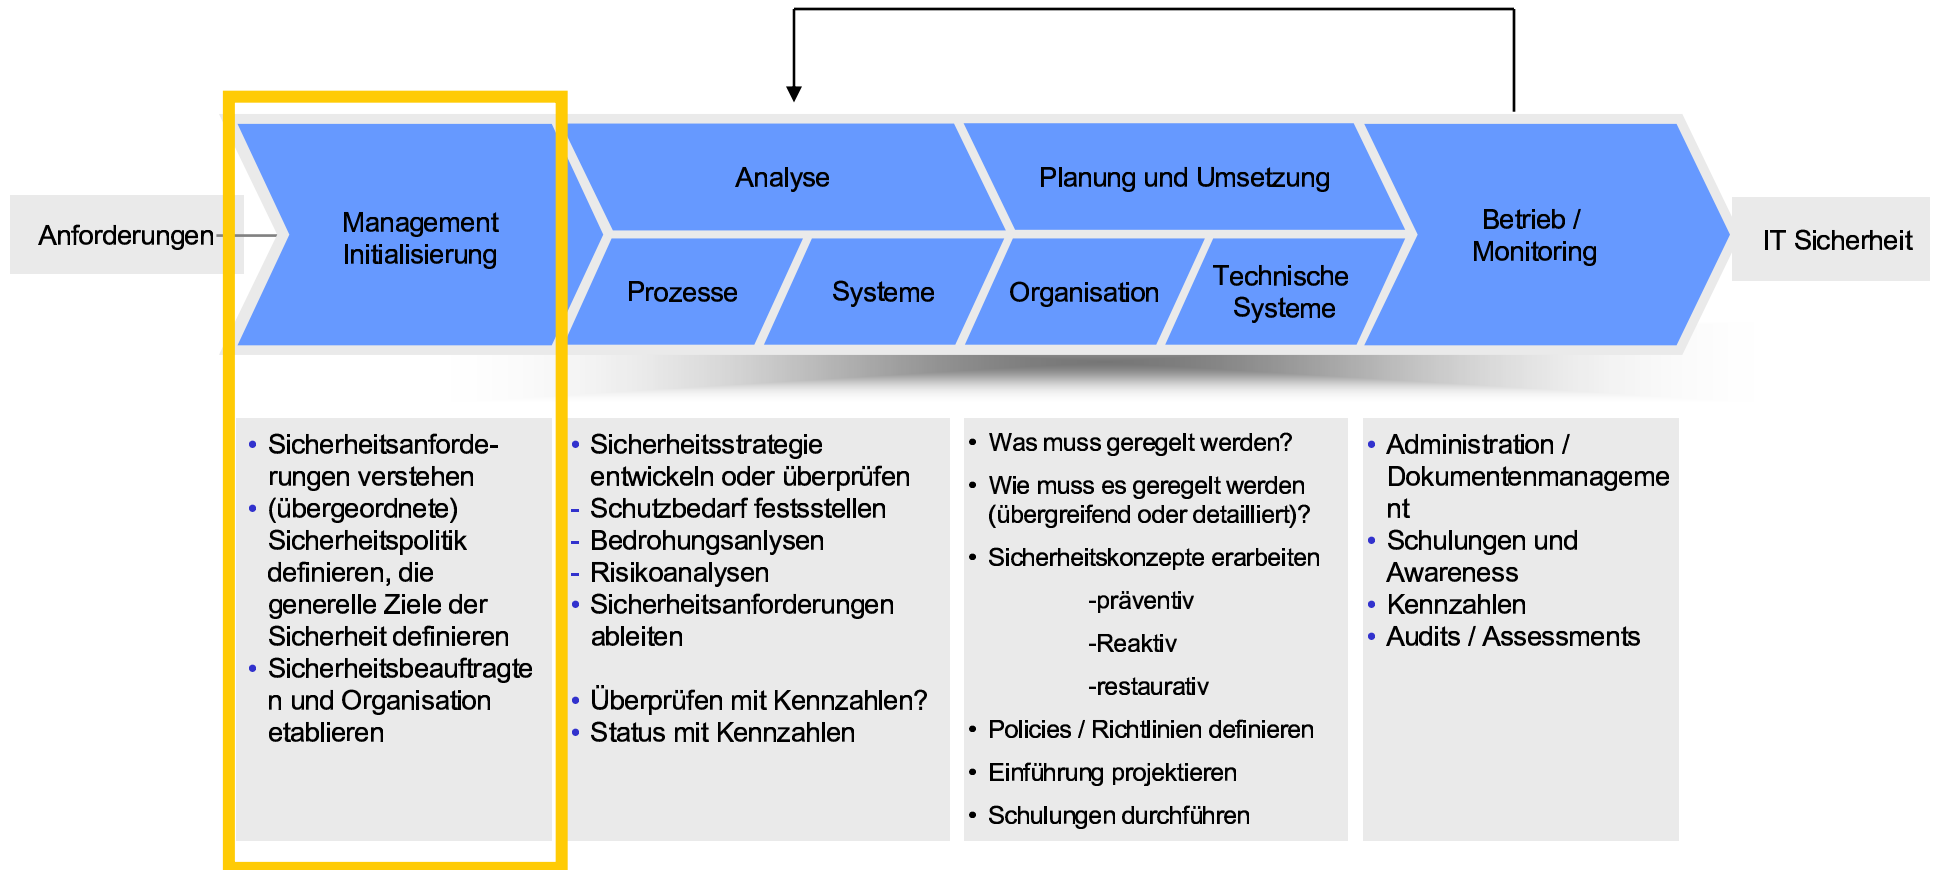 Anforderungen
Management
Initialisierung
Analyse
Prozesse
Systeme
Planung und Umsetzung
Organisation
Technische
Systeme
Betrieb /
Monitoring
IT Sicherheit
• Sicherheitsanforde-
rungen verstehen
• (übergeordnete)
Sicherheitspolitik
definieren, die
generelle Ziele der
Sicherheit definieren
• Sicherheitsbeauftragte
n und Organisation
etablieren
• Sicherheitsstrategie
entwickeln oder überprüfen
- Schutzbedarf festsstellen
- Bedrohungsanlysen
- Risikoanalysen
• Sicherheitsanforderungen
ableiten
• Überprüfen mit Kennzahlen?
• Status mit Kennzahlen
• Was muss geregelt werden?
• Wie muss es geregelt werden
(übergreifend oder detailliert)?
• Sicherheitskonzepte erarbeiten
-präventiv
-Reaktiv
-restaurativ
• Policies / Richtlinien definieren
• Einführung projektieren
• Schulungen durchführen
• Administration /
Dokumentenmanageme
nt
• Schulungen und
Awareness
• Kennzahlen
• Audits / Assessments